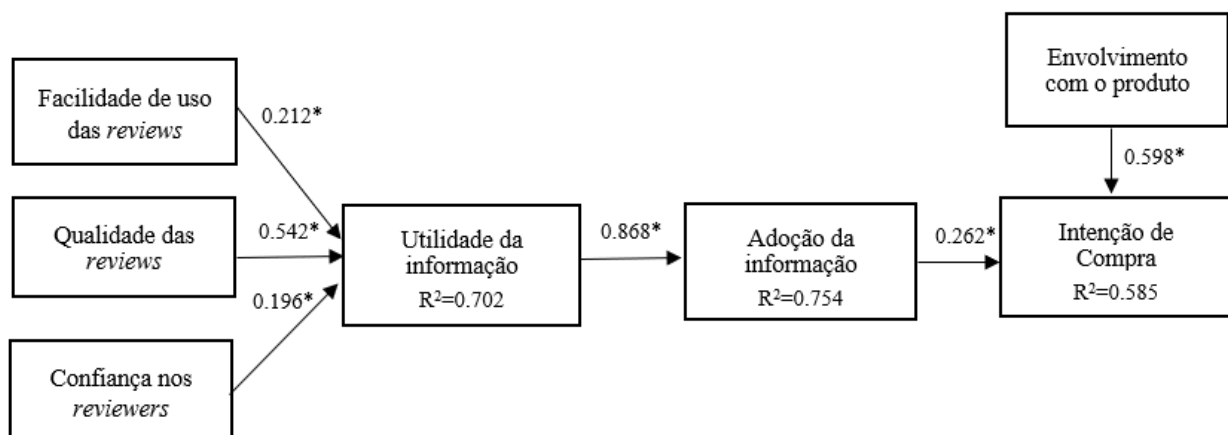 Envolvimento
com o produto
Facilidade de uso
das reviews
0.212*
0.598*
Qualidade das
reviews
0.542*
Utilidade da
informação
R²=0.702
0.868*
Adoção da
informação
R²=0.754
0.262*
Intenção de
Compra
R²=0.585
0.196*
Confiança nos
reviewers